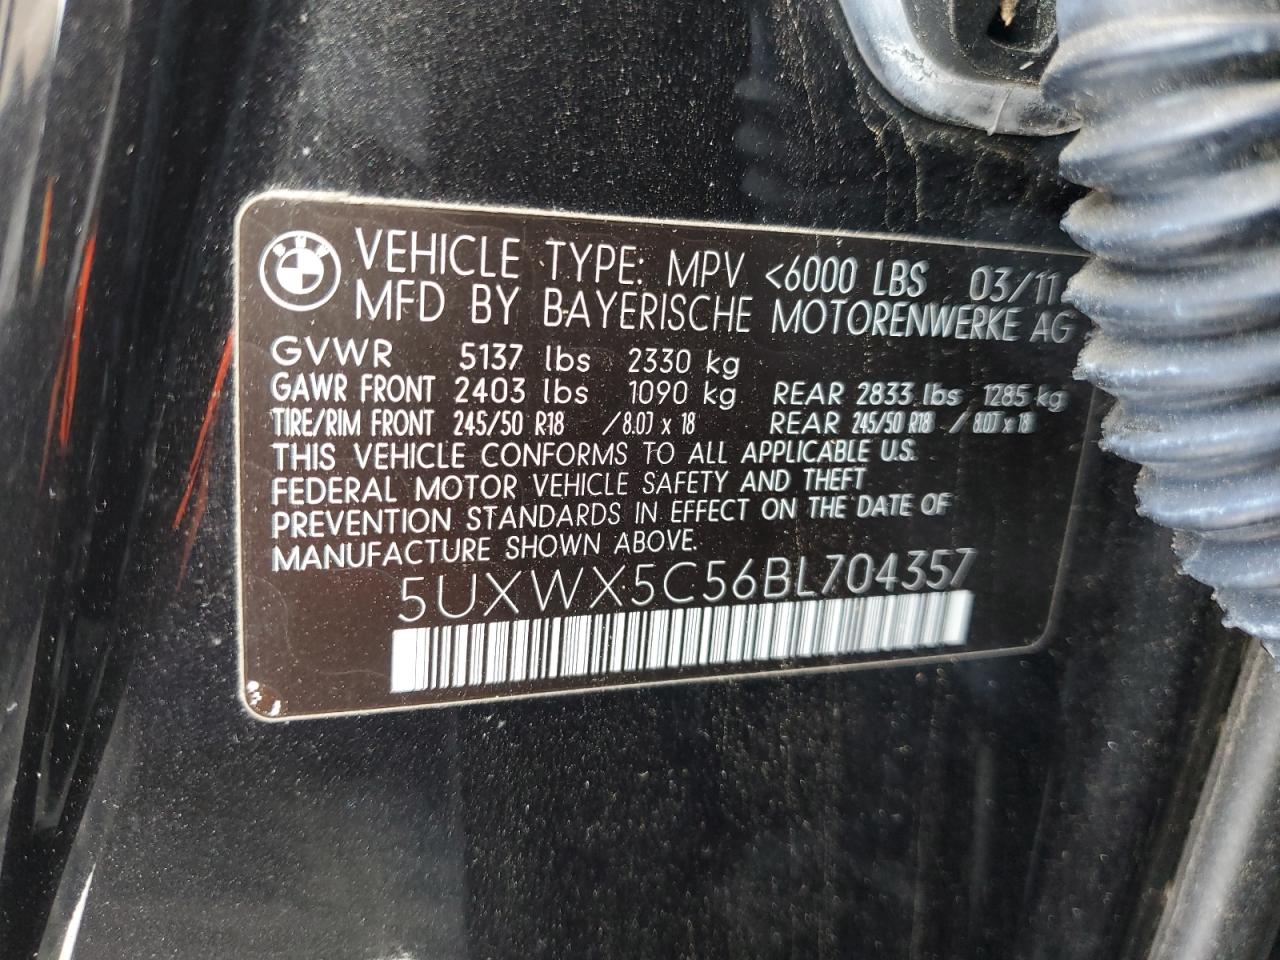 BMW
VEHICLE TYPE: MPV <6000 LBS 03/11
MFD BY BAYERISCHE MOTORENWERKE AG
GVWR 5137 lbs 2330 kg
GAWR FRONT 2403 lbs 1090 kg REAR 2833 lbs 1285 kg
TIRE/RIM FRONT 245/50 R18 /8.0J x 18 REAR 245/50 R18 / 8.0J x 18
THIS VEHICLE CONFORMS TO ALL APPLICABLE U.S.
FEDERAL MOTOR VEHICLE SAFETY AND THEFT
PREVENTION STANDARDS IN EFFECT ON THE DATE OF
MANUFACTURE SHOWN ABOVE.
5UXWX5C56BL704357